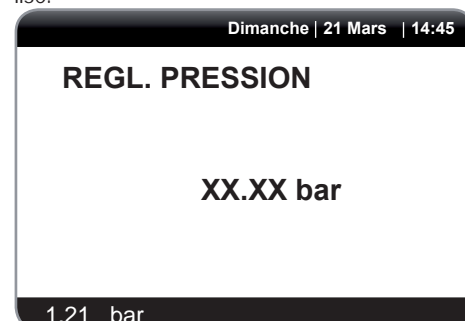 Dimanche | 21 Mars | 14:45
REGL. PRESSION
XX.XX bar
1.21 bar